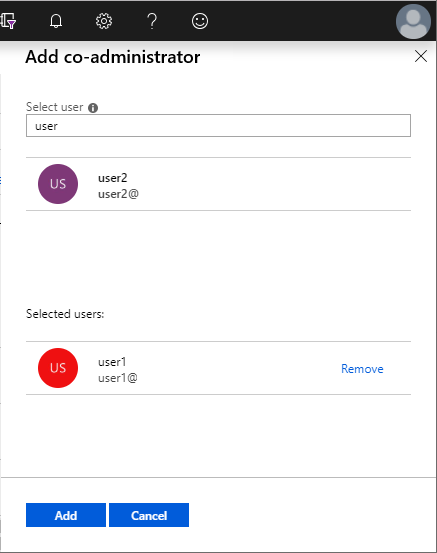 Add co-administrator
Select user
user
US
user2
user2@
Selected users:
US
user1
user1@
Remove
Add
Cancel